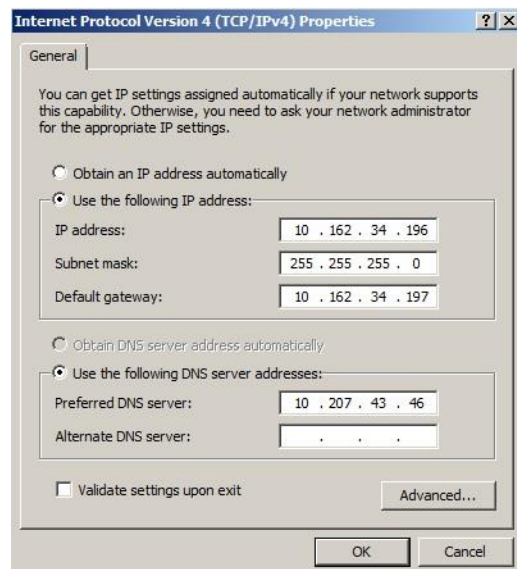 Internet Protocol Version 4 (TCP/IPv4) Properties ? X
General
You can get IP settings assigned automatically if your network supports
this capability. Otherwise, you need to ask your network administrator
for the appropriate IP settings.
Obtain an IP address automatically
Use the following IP address:
IP address: 10 . 162 . 34 . 196
Subnet mask: 255 . 255 . 255 . 0
Default gateway: 10 . 162 . 34 . 197
Obtain DNS server address automatically
Use the following DNS server addresses:
Preferred DNS server: 10 . 207 . 43 . 46
Alternate DNS server: . . .
Validate settings upon exit
Advanced...
OK Cancel